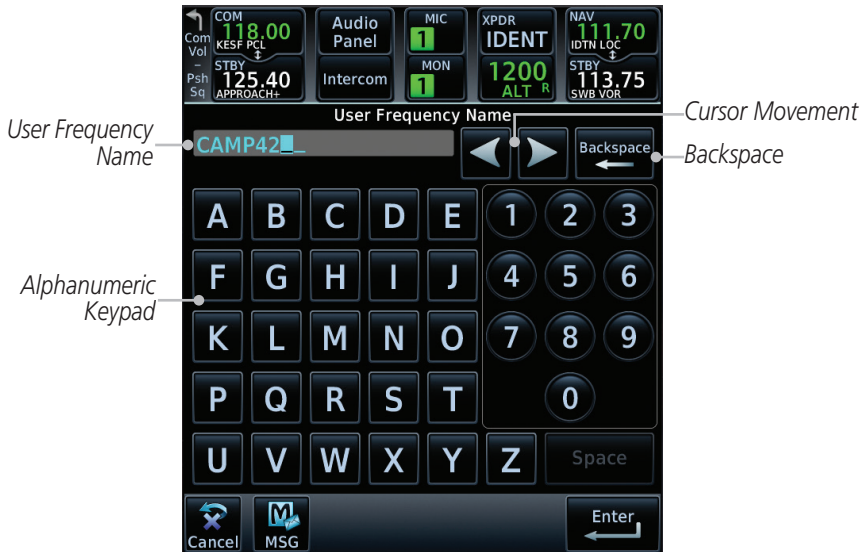 COM
118.00
KESF PCL
Com
Vol
–
Psh
Sq
STBY
125.40
APPROACH+
Audio
Panel
Intercom
MIC
1
MON
1
XPDR
IDENT
1200
ALT R
NAV
111.70
IDTN LOC
STBY
113.75
SWB VOR
User Frequency Name
User Frequency
Name
CAMP42_ _
Backspace
Cursor Movement
Backspace
Alphanumeric
Keypad
A B C D E 1 2 3
F G H I J 4 5 6
K L M N O 7 8 9
P Q R S T 0
U V W X Y Z Space
Cancel
MSG
Enter